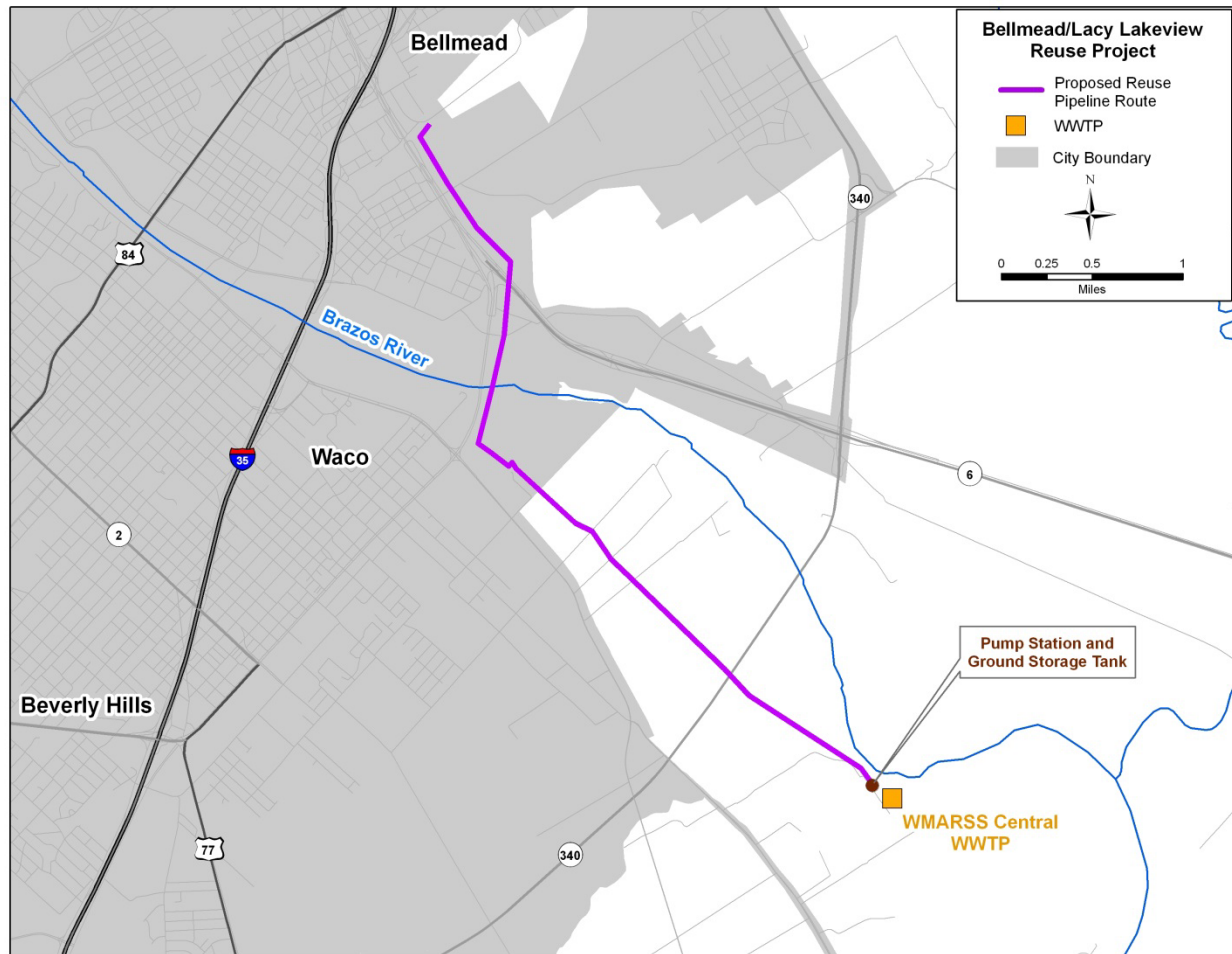 Bellmead/Lacy Lakeview
Reuse Project
Proposed Reuse
Pipeline Route
WWTP
City Boundary
N
0 0.25 0.5 1
Miles
Bellmead
340
84
Brazos River
Waco
35
6
2
Pump Station and
Ground Storage Tank
Beverly Hills
WMARSS Central
WWTP
77
340